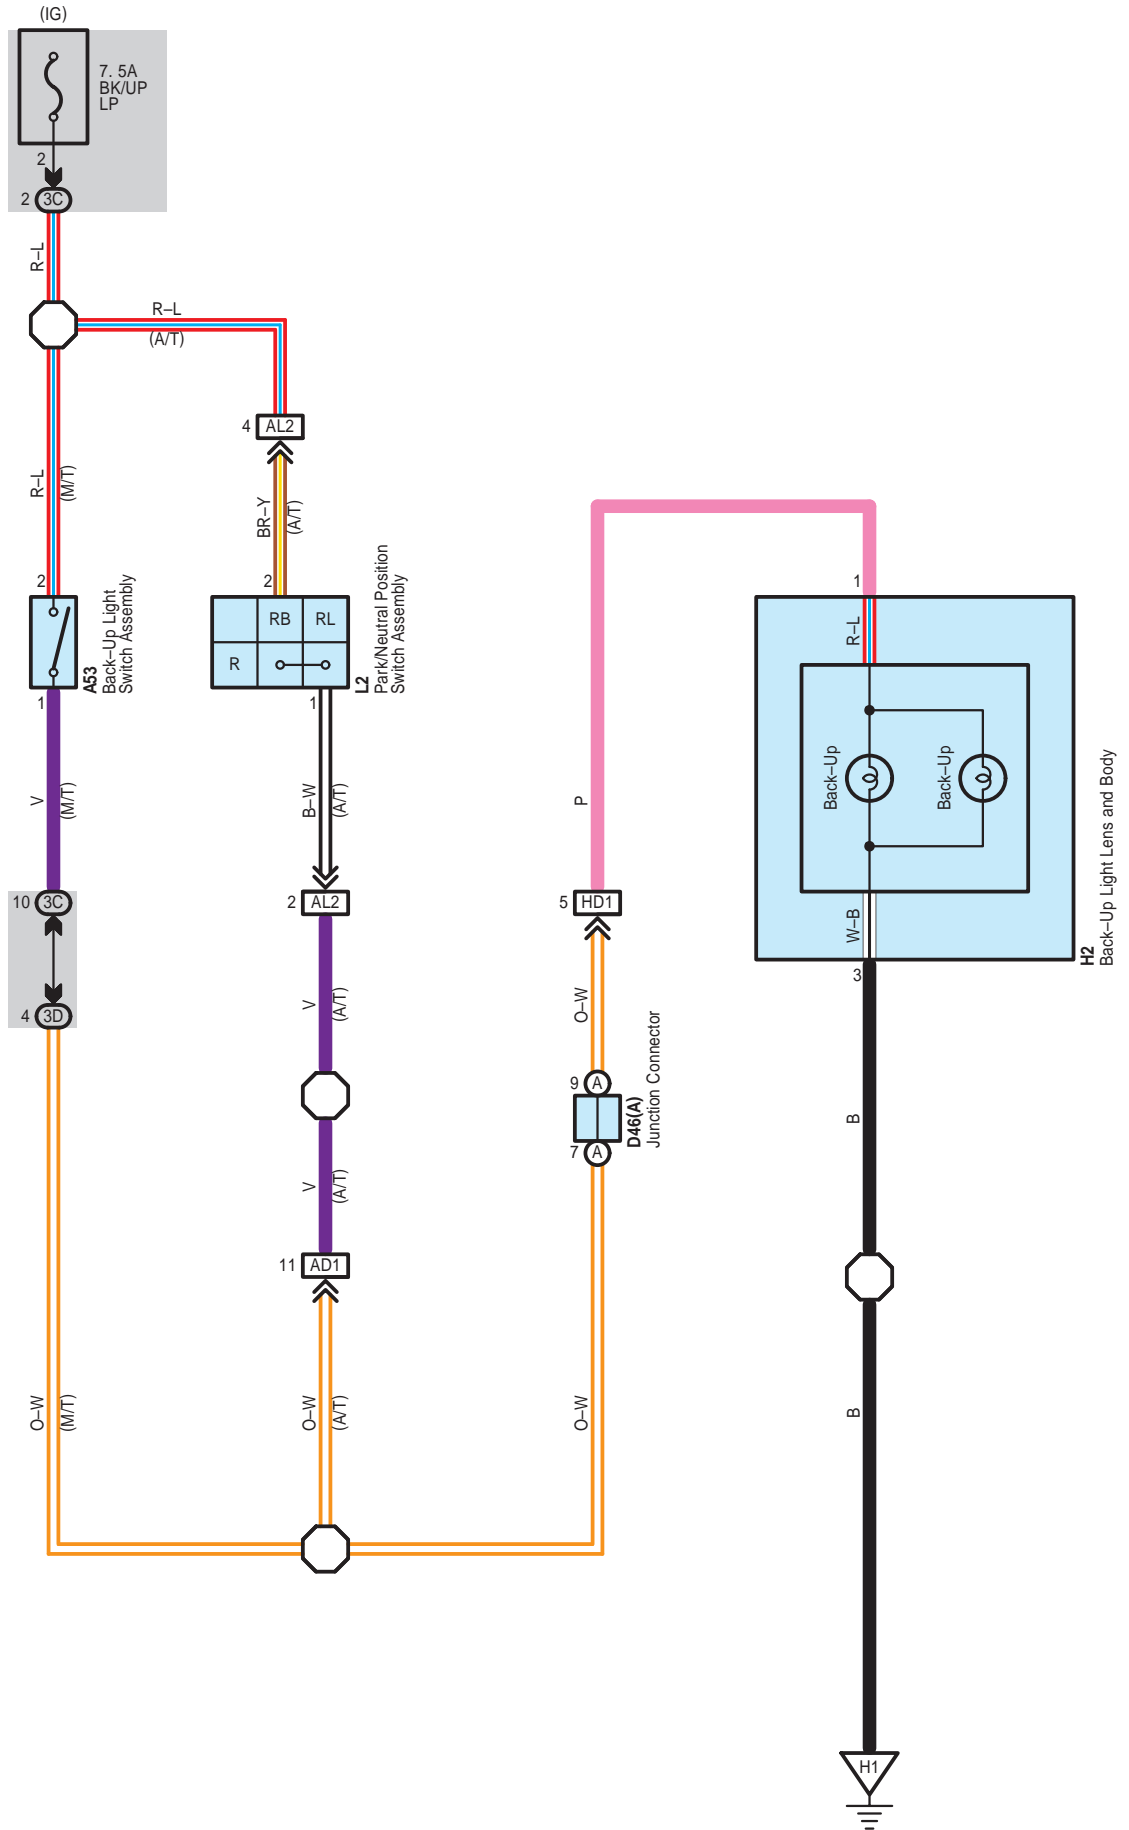 (IG)
7. 5A
BK/UP
LP
2
2 3C
R–L
R–L
(A/T)
4 AL2
R–L
(M/T)
BR–Y
(A/T)
2
A53
Back–Up Light
Switch Assembly
1
2
RB RL
R
L2
Park/Neutral Position
Switch Assembly
1
1
R–L
Back–Up
Back–Up
W–B
3
H2
Back–Up Light Lens and Body
V
(M/T)
B–W
(A/T)
P
10 3C
2 AL2
5 HD1
4 3D
V
(A/T)
O–W
9 A
D46(A)
Junction Connector
7 A
B
V
(A/T)
11 AD1
O–W
(M/T)
O–W
(A/T)
O–W
B
H1